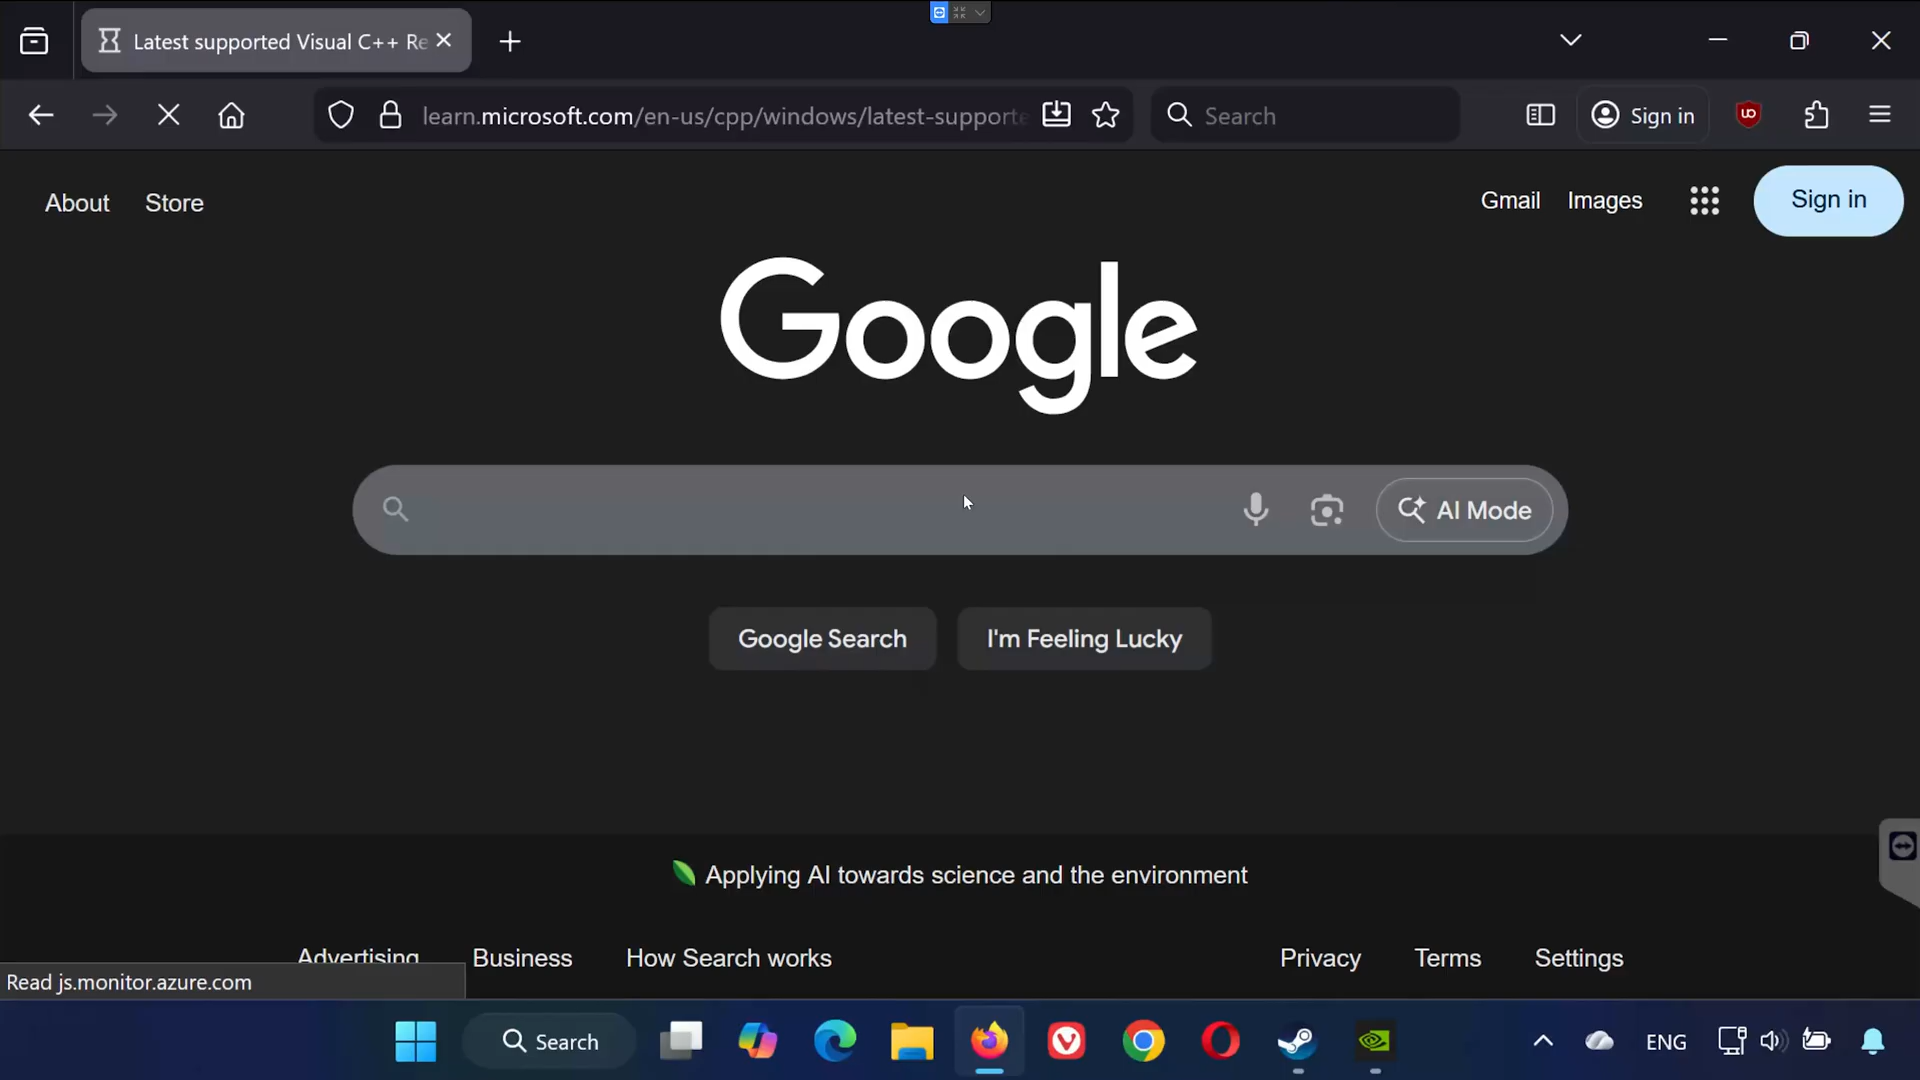 Latest supported Visual C++ Re
learn.microsoft.com/en-us/cpp/windows/latest-supporte
Search
Sign in
About
Store
Gmail
Images
Sign in
Google
AI Mode
Google Search
I'm Feeling Lucky
Applying AI towards science and the environment
Advertising
Business
How Search works
Privacy
Terms
Settings
Read js.monitor.azure.com
Search
ENG